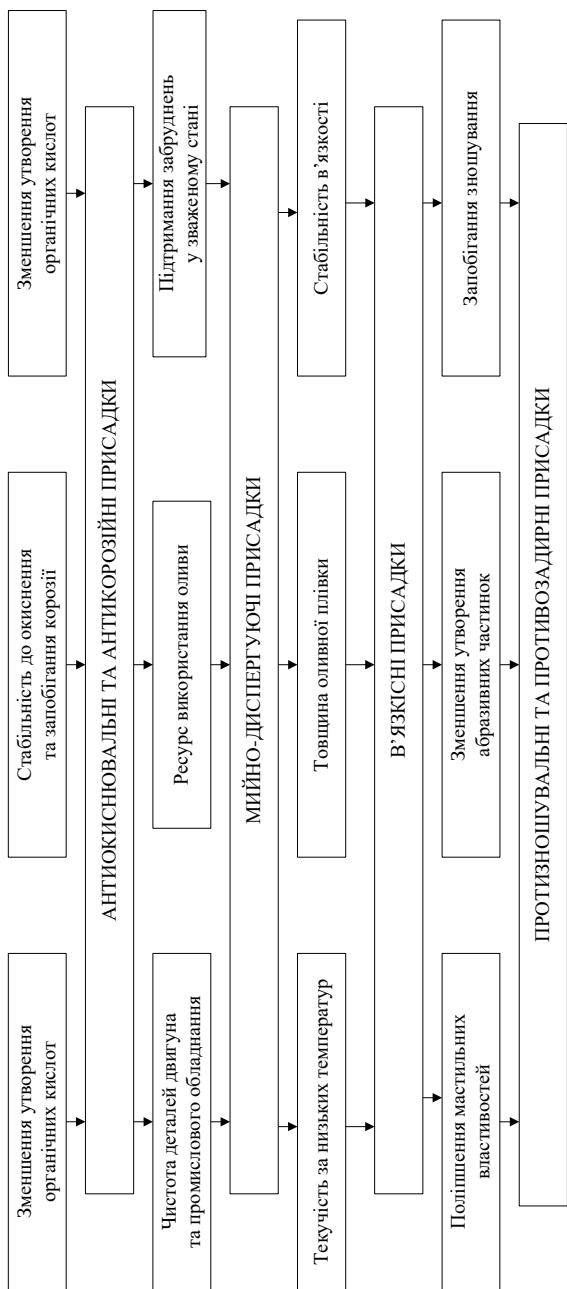 Зменшення утворення
органічних кислот
Стабільність до окиснення
та запобігання корозії
Зменшення утворення
органічних кислот
АНТИОКИСНЮВАЛЬНІ ТА АНТИКОРОЗІЙНІ ПРИСАДКИ
Чистота деталей двигуна
та промислового обладнання
Ресурс використання оливи
Підтримання забруднень
у зваженому стані
МИЙНО-ДИСПЕРГУЮЧІ ПРИСАДКИ
Текучість за низьких температур
Товщина оливної плівки
Стабільність в’язкості
В’ЯЗКІСНІ ПРИСАДКИ
Поліпшення мастильних
властивостей
Зменшення утворення
абразивних частинок
Запобігання зношування
ПРОТИЗНОШУВАЛЬНІ ТА ПРОТИВОЗАДИРНІ ПРИСАДКИ